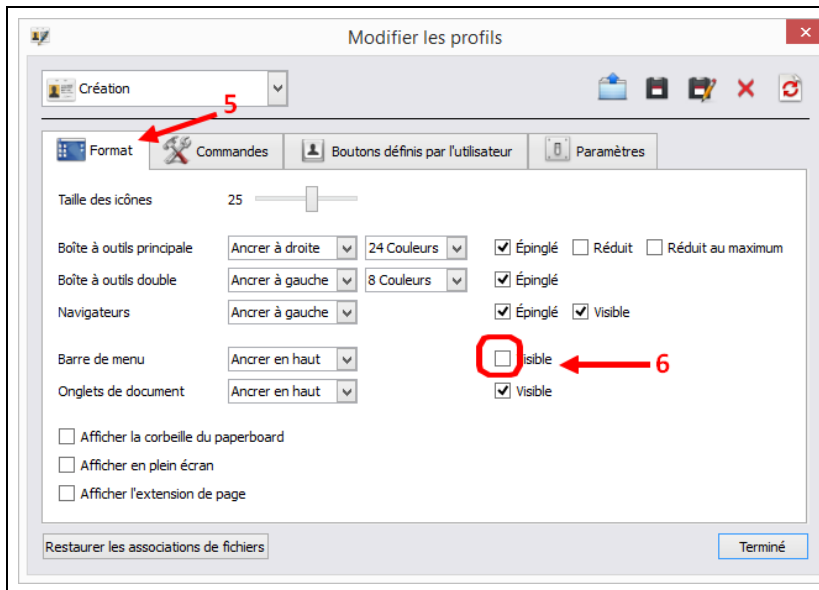 Modifier les profils
Création
5
Format Commandes Boutons définis par l'utilisateur Paramètres
Taille des icônes 25
Boîte à outils principale Ancrer à droite 24 Couleurs Épinglé Réduit Réduit au maximum
Boîte à outils double Ancrer à gauche 8 Couleurs Épinglé
Navigateurs Ancrer à gauche Épinglé Visible
Barre de menu Ancrer en haut isible 6
Onglets de document Ancrer en haut Visible
Afficher la corbeille du paperboard
Afficher en plein écran
Afficher l'extension de page
Restaurer les associations de fichiers Terminé